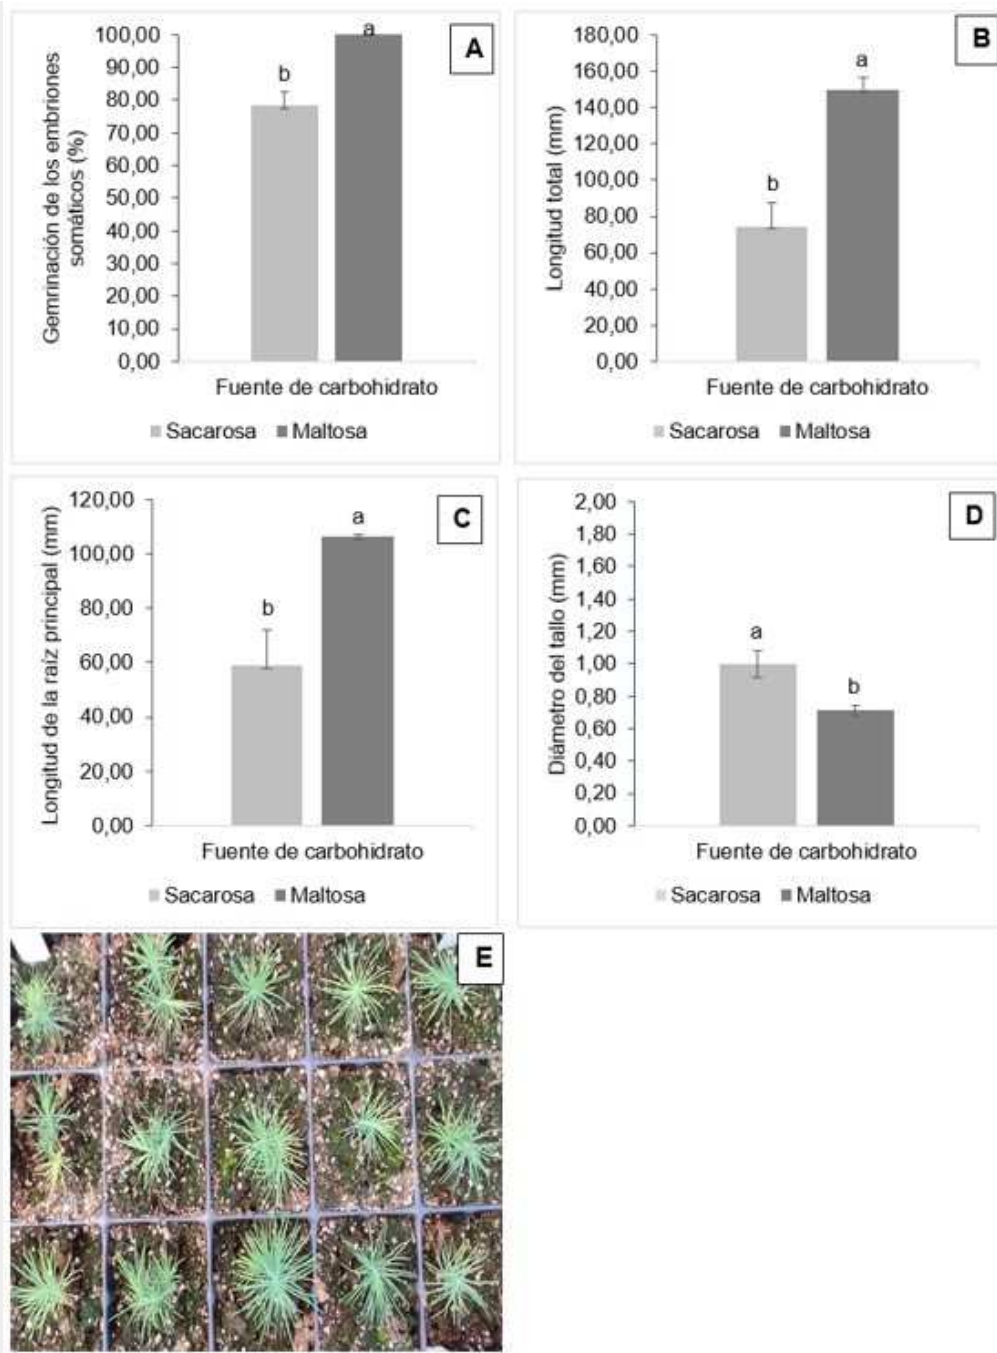 A
Gemrinación de los embriones
somáticos (%)
100,00
90,00
80,00
70,00
60,00
50,00
40,00
30,00
20,00
10,00
0,00
b
a
Fuente de carbohidrato
Sacarosa Maltosa
B
Longitud total (mm)
180,00
160,00
140,00
120,00
100,00
80,00
60,00
40,00
20,00
0,00
b
a
Fuente de carbohidrato
Sacarosa Maltosa
C
Longitud de la raíz principal (mm)
120,00
100,00
80,00
60,00
40,00
20,00
0,00
b
a
Fuente de carbohidrato
Sacarosa Maltosa
D
Diámetro del tallo (mm)
2,00
1,80
1,60
1,40
1,20
1,00
0,80
0,60
0,40
0,20
0,00
a
b
Fuente de carbohidrato
Sacarosa Maltosa
E